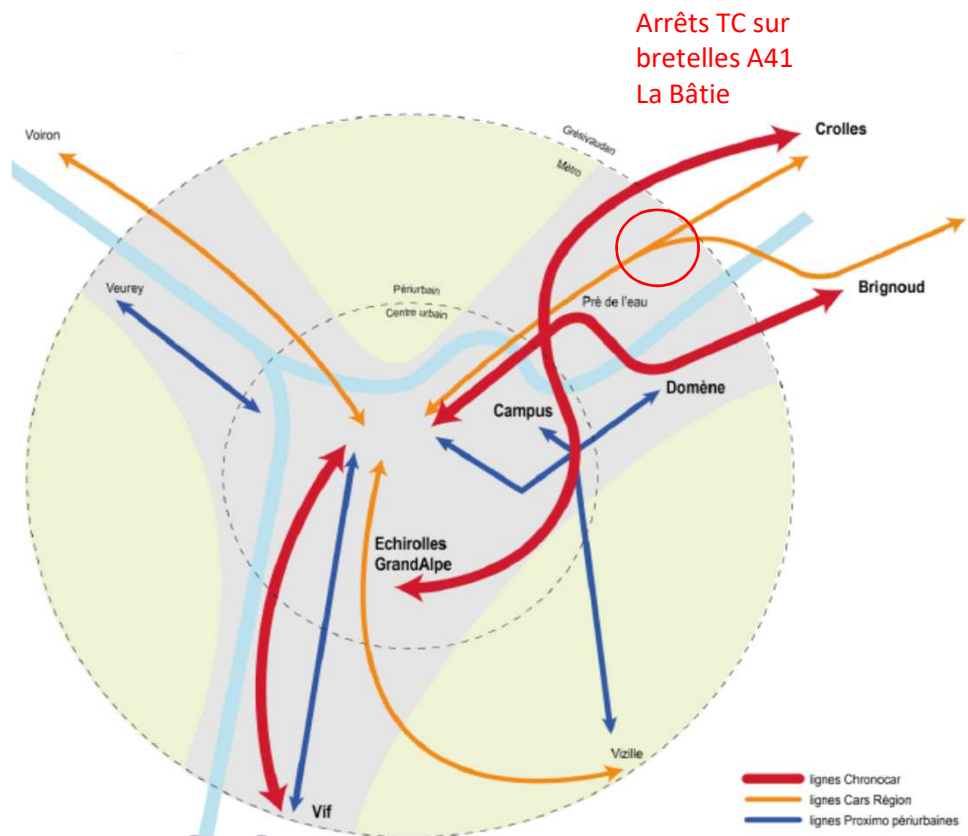 Arrêts TC sur
bretelles A41
La Bâtie
Crolles
Voiron
Grésivaudan
Métro
Veurey
Périurbain
Centre urbain
Pré de l'eau
Brignoud
Domène
Campus
Echirolles
GrandAlpe
Vizille
Vif
lignes Chronocar
lignes Cars Région
lignes Proximo périurbaines